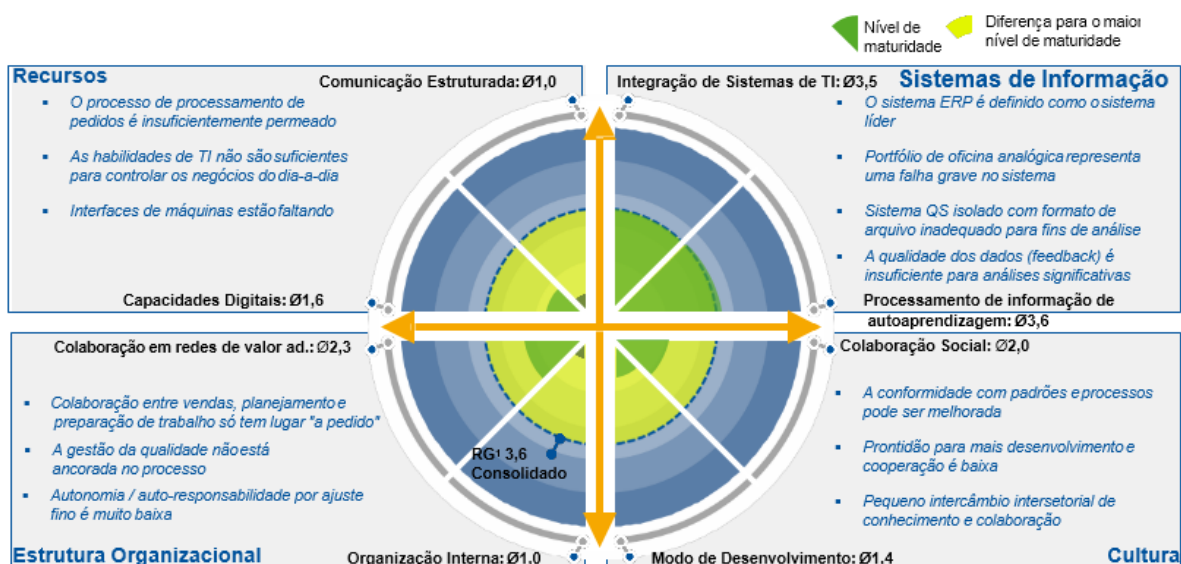 Nível de
maturidade
Diferença para o maior
nível de maturidade
Recursos
Comunicação Estruturada: Ø1,0
▪ O processo de processamento de
pedidos é insuficientemente permeado
▪ As habilidades de TI não são suficientes
para controlar os negócios do dia-a-dia
▪ Interfaces de máquinas estão faltando
Capacidades Digitais: Ø1,6
Integração de Sistemas de TI: Ø3,5
Sistemas de Informação
▪ O sistema ERP é definido como o sistema
líder
▪ Portfólio de oficina analógica representa
uma falha grave no sistema
▪ Sistema QS isolado com formato de
arquivo inadequado para fins de análise
▪ A qualidade dos dados (feedback) é
insuficiente para análises significativas
Processamento de informação de
autoaprendizagem: Ø3,6
Colaboração em redes de valor ad.: Ø2,3
▪ Colaboração entre vendas, planejamento e
preparação de trabalho só tem lugar "a pedido"
▪ A gestão da qualidade não está
ancorada no processo
▪ Autonomia / auto-responsabilidade por ajuste
fino é muito baixa
Estrutura Organizacional
Organização Interna: Ø1.0
RG¹ 3,6
Consolidado
Colaboração Social: Ø2,0
▪ A conformidade com padrões e processos
pode ser melhorada
▪ Prontidão para mais desenvolvimento e
cooperação é baixa
▪ Pequeno intercâmbio intersetorial de
conhecimento e colaboração
Modo de Desenvolvimento: Ø1.4
Cultura